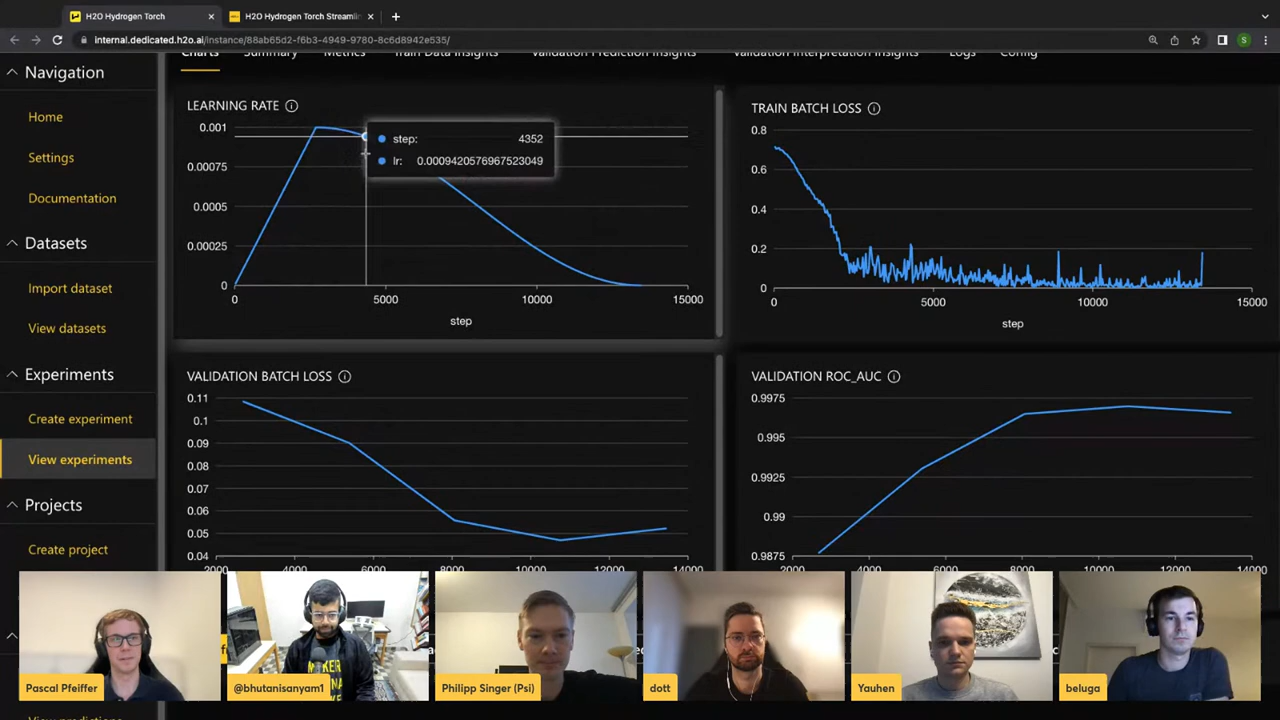 H2O Hydrogen Torch
H2O Hydrogen Torch Streamlin
internal.dedicated.h2o.ai/instance/88ab65d2-f6b3-4949-9780-8c6d8942e535/
S
Navigation
Home
Settings
Documentation
Datasets
Import dataset
View datasets
Experiments
Create experiment
View experiments
Projects
Create project
Charts Summary Metrics Train Data Insights Validation Prediction Insights Validation Interpretation Insights Logs Config
LEARNING RATE
0.001
0.00075
0.0005
0.00025
0
0 5000 10000 15000
step
step: 4352
lr: 0.0009420576967523049
TRAIN BATCH LOSS
0.8
0.6
0.4
0.2
0
0 5000 10000 15000
step
VALIDATION BATCH LOSS
0.11
0.1
0.09
0.08
0.07
0.06
0.05
0.04
2000 4000 6000 8000 10000 12000 14000
VALIDATION ROC_AUC
0.9975
0.995
0.9925
0.99
0.9875
2000 4000 6000 8000 10000 12000 14000
Pascal Pfeiffer
@bhutanisanyam1
Philipp Singer (Psi)
dott
Yauhen
beluga
View predictions